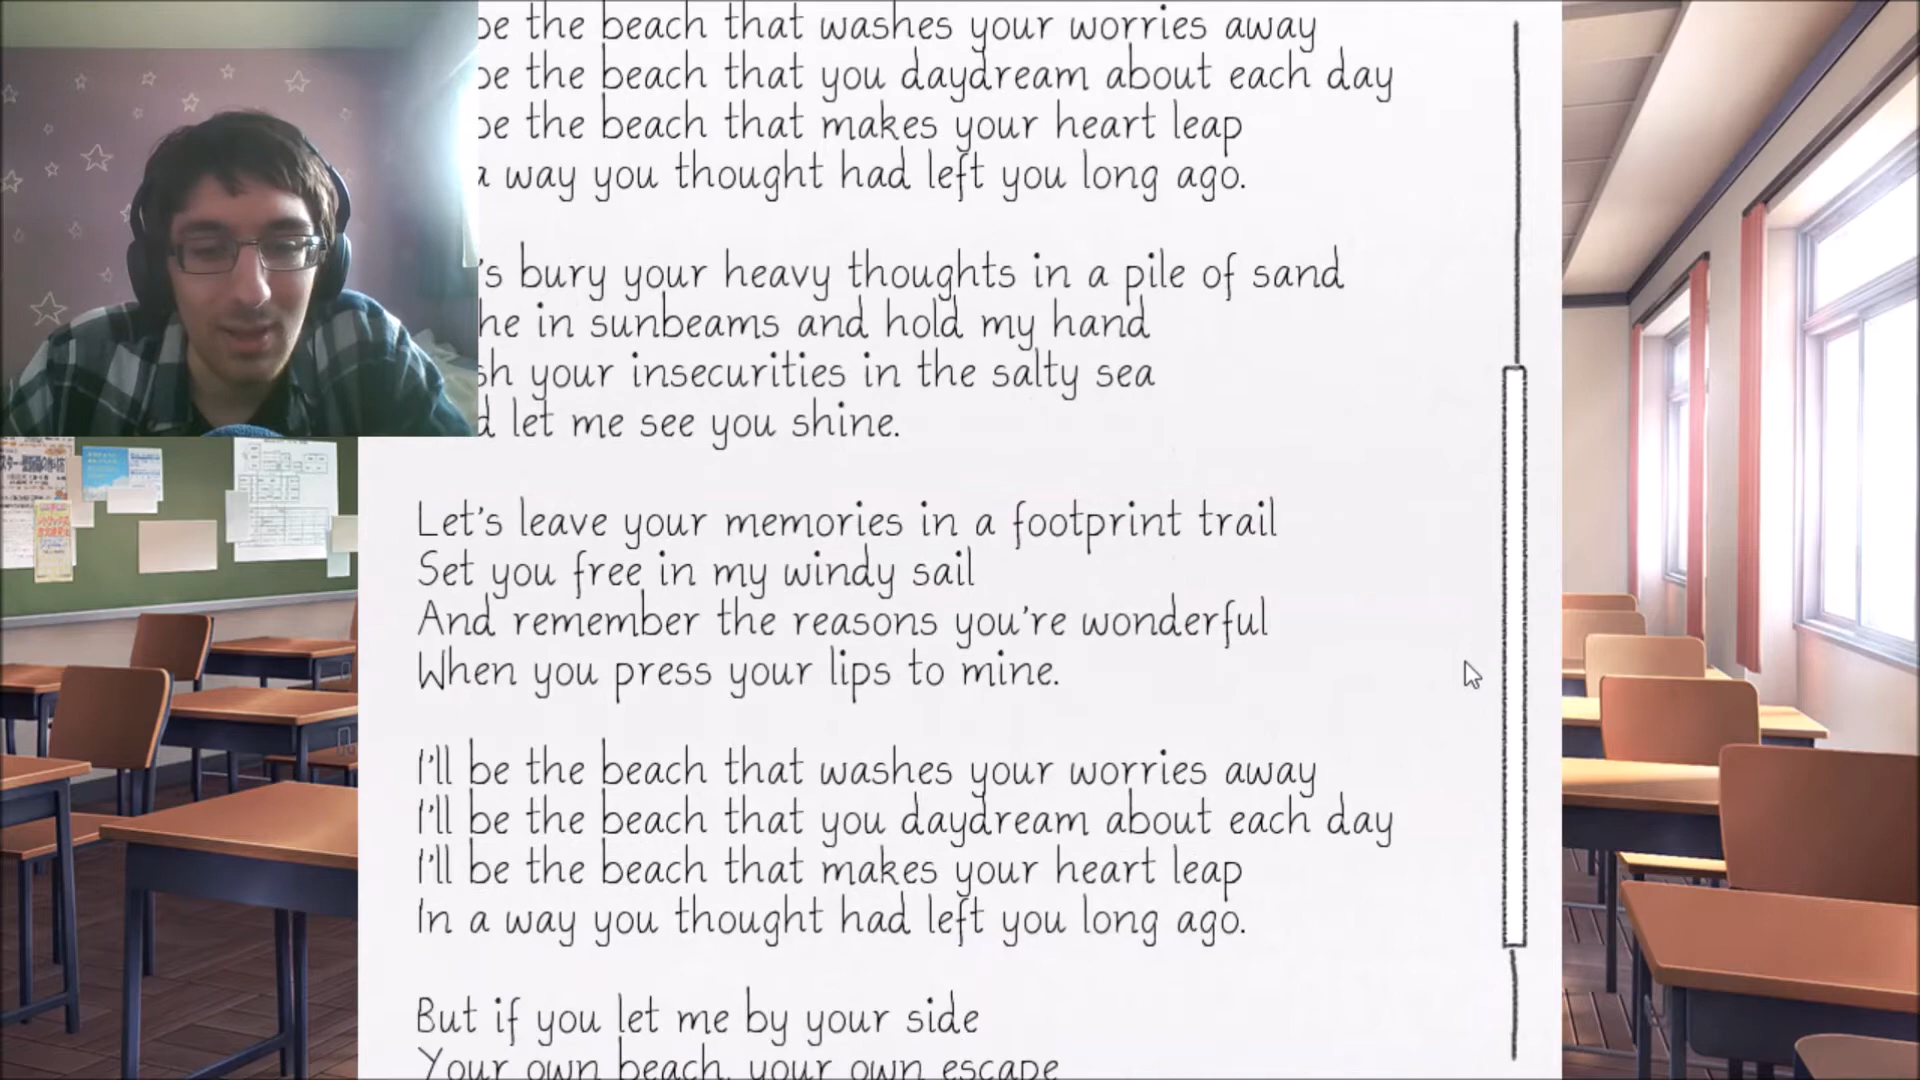 be the beach that washes your worries away
be the beach that you daydream about each day
be the beach that makes your heart leap
a way you thought had left you long ago.
's bury your heavy thoughts in a pile of sand
he in sunbeams and hold my hand
sh your insecurities in the salty sea
d let me see you shine.
Let's leave your memories in a footprint trail
Set you free in my windy sail
And remember the reasons you're wonderful
When you press your lips to mine.
I'll be the beach that washes your worries away
I'll be the beach that you daydream about each day
I'll be the beach that makes your heart leap
In a way you thought had left you long ago.
But if you let me by your side
Your own beach, your own escape